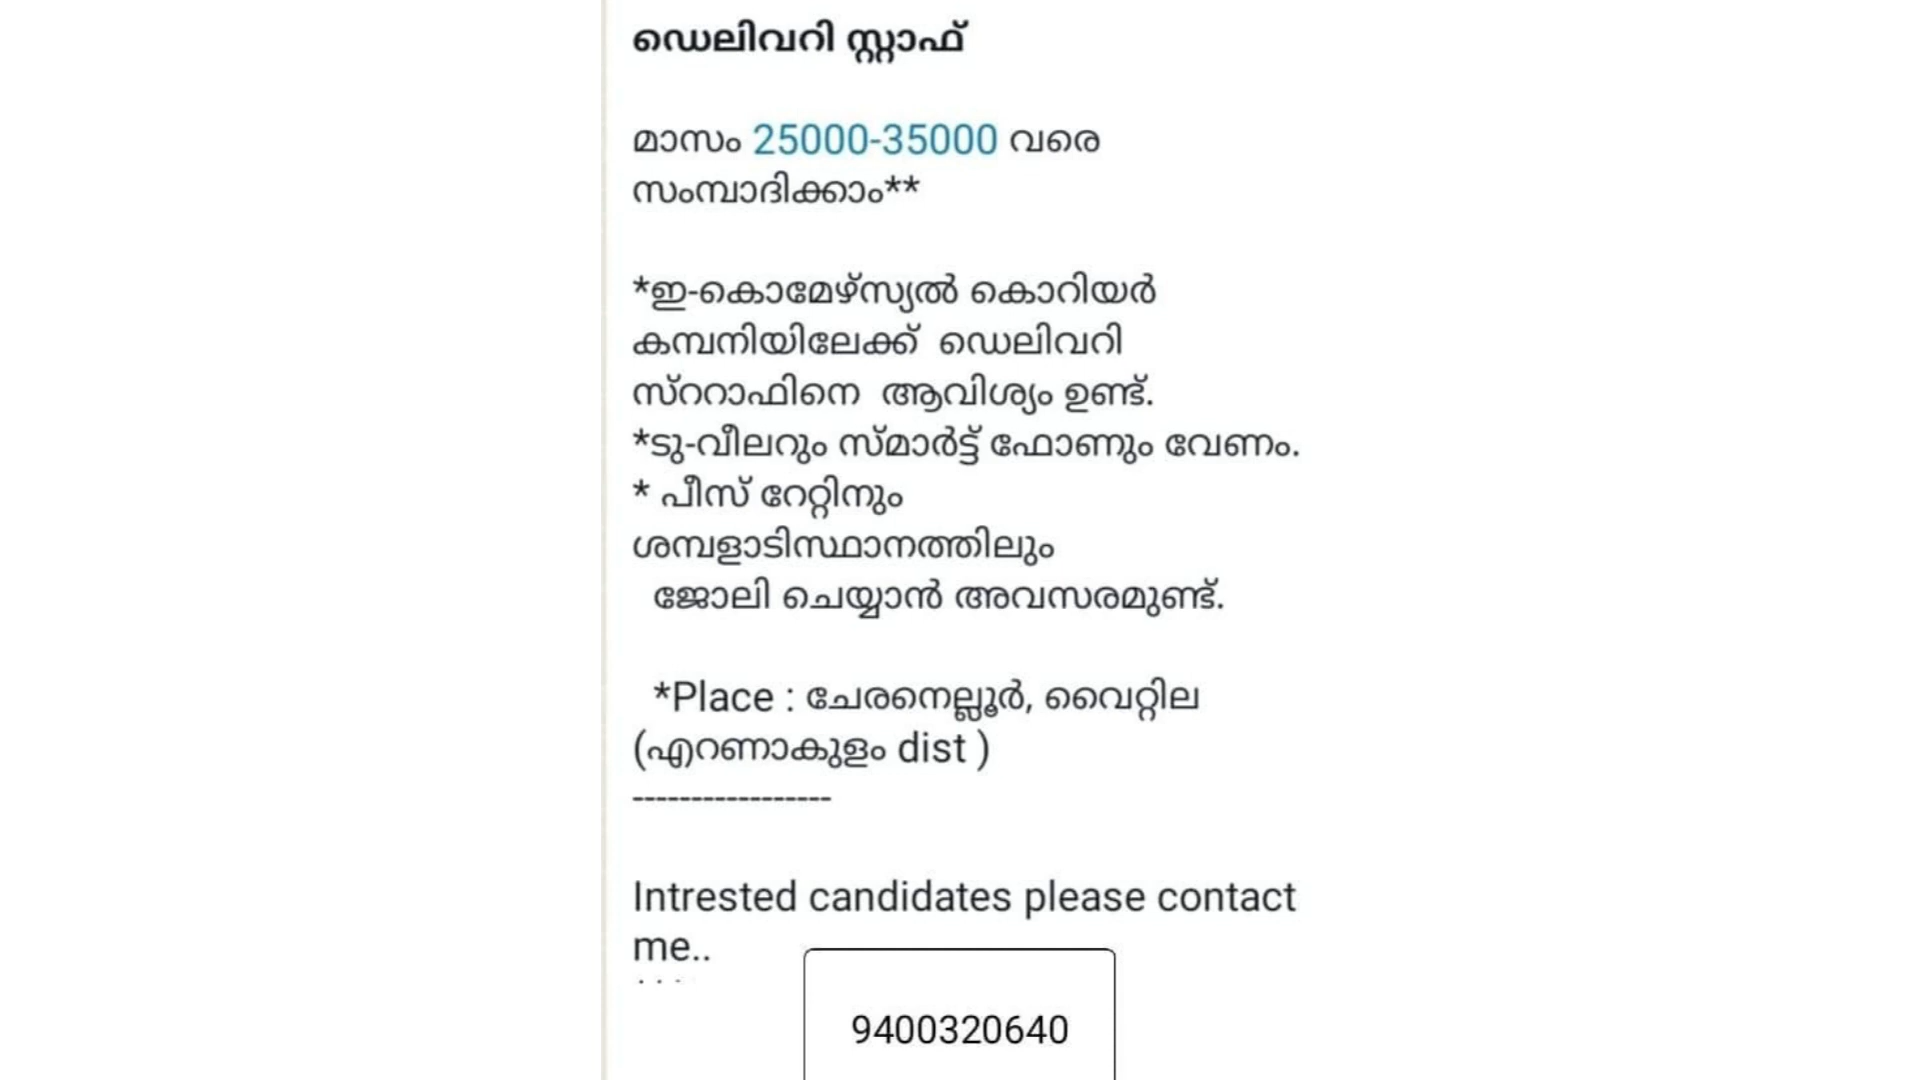 ഡെലിവറി സ്റ്റാഫ്
മാസം 25000-35000 വരെ
സംമ്പാദിക്കാം**
*ഇ-കൊമേഴ്സ്യൽ കൊറിയർ
കമ്പനിയിലേക്ക് ഡെലിവറി
സ്ററാഫിനെ ആവിശ്യം ഉണ്ട്.
*ടു-വീലറും സ്മാർട്ട് ഫോണും വേണം.
* പീസ് റേറ്റിനും
ശമ്പളാടിസ്ഥാനത്തിലും
ജോലി ചെയ്യാൻ അവസരമുണ്ട്.
*Place : ചേരനെല്ലൂർ, വൈറ്റില
(എറണാകുളം dist )
------------------
Intrested candidates please contact
me..
9400320640